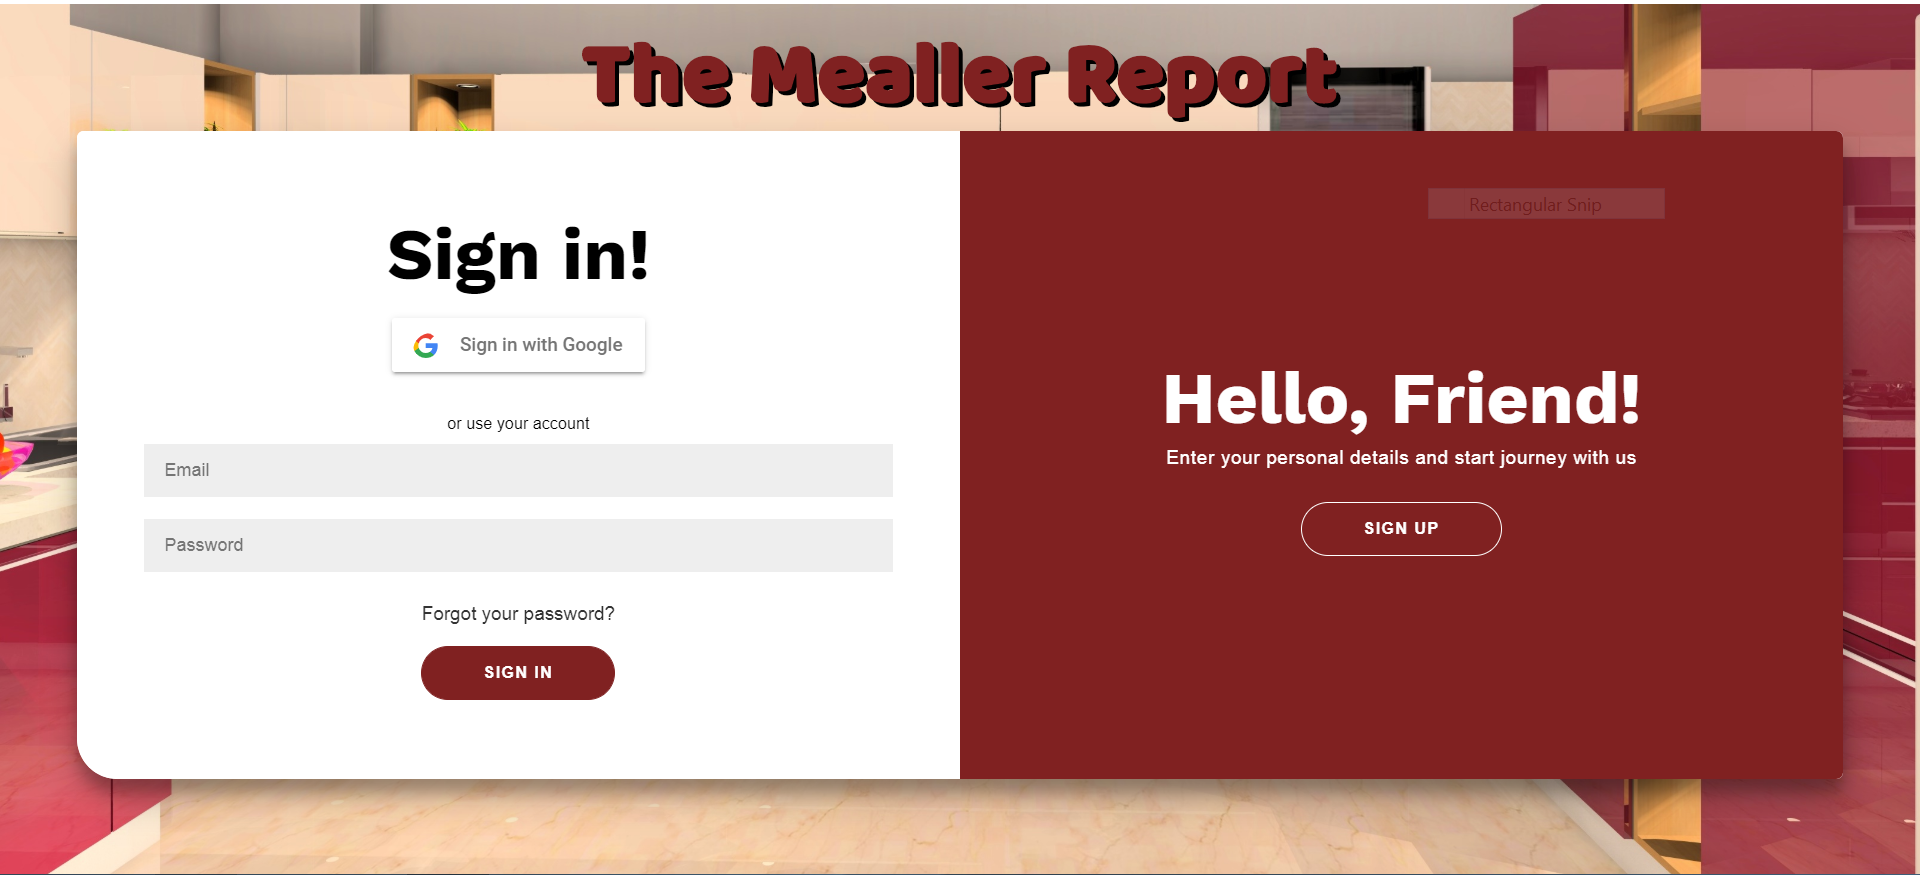 The Mealler Report
Sign in!
Sign in with Google
or use your account
Email
Password
Forgot your password?
SIGN IN
Rectangular Snip
Hello, Friend!
Enter your personal details and start journey with us
SIGN UP